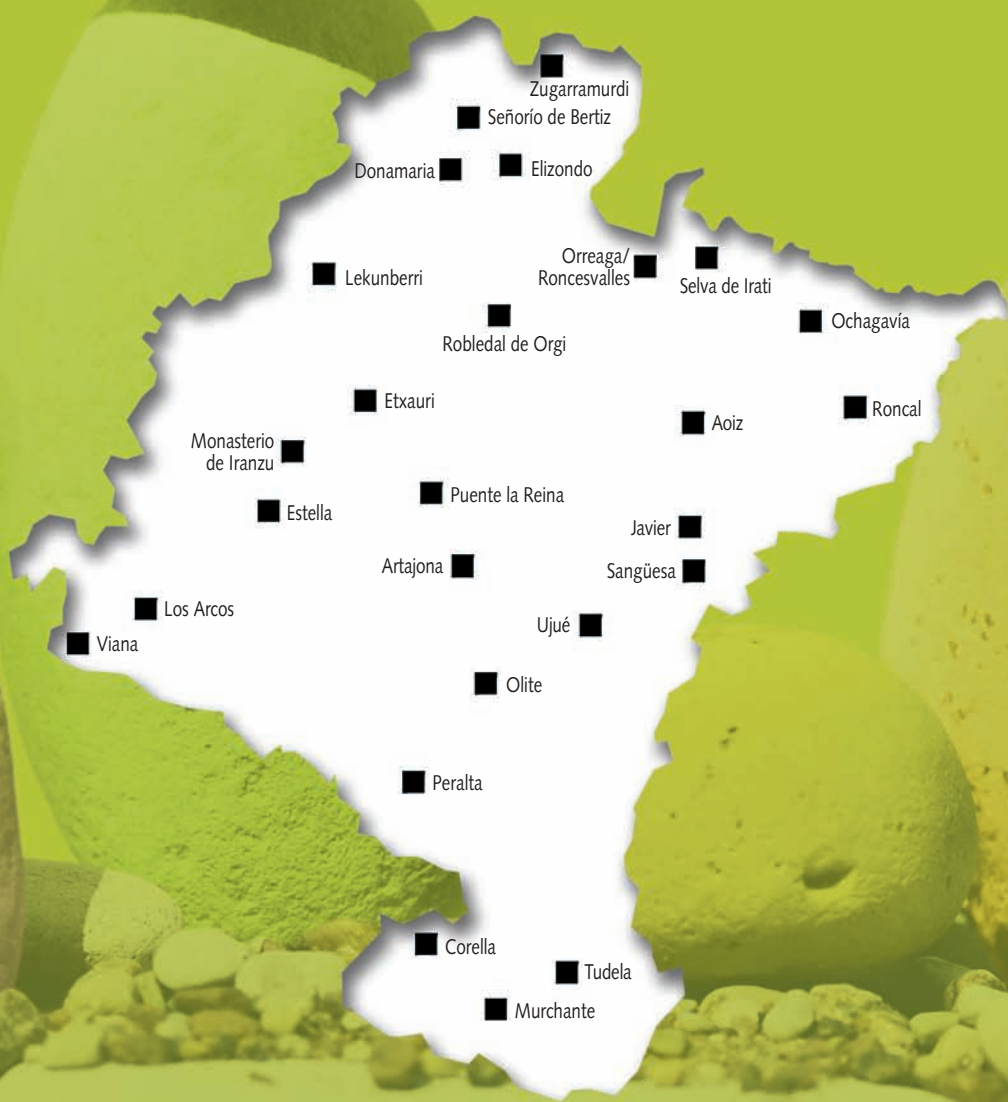 Zugarramurdi
Señorío de Bertiz
Donamaria
Elizondo
Orreaga/
Roncesvalles
Selva de Irati
Lekunberri
Ochagavía
Robledal de Orgi
Etxauri
Roncal
Aoiz
Monasterio
de Iranzu
Puente la Reina
Estella
Javier
Artajona
Sangüesa
Los Arcos
Ujué
Viana
Olite
Peralta
Corella
Tudela
Murchante